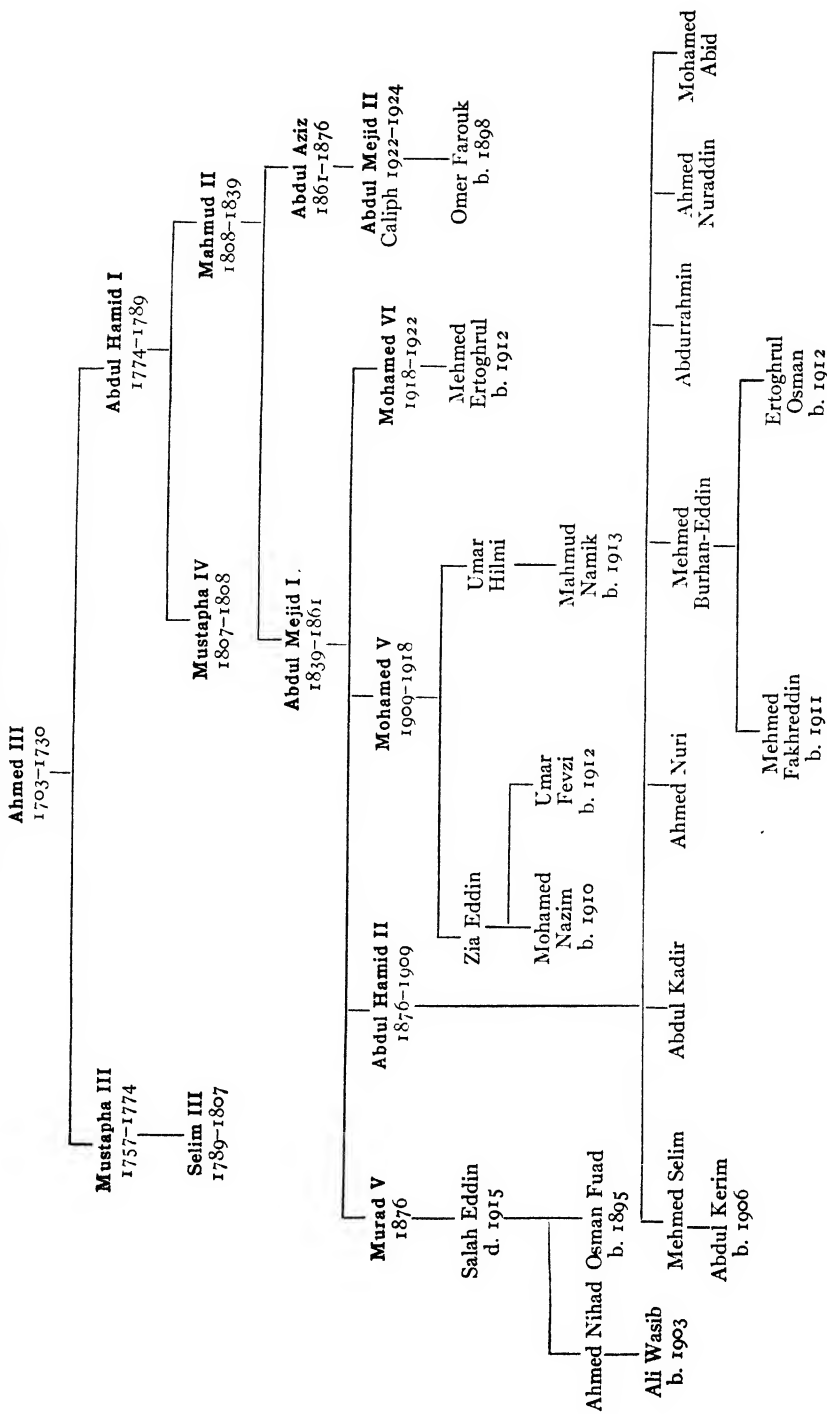 Ahmed III
1703–1730
Mustapha III
1757–1774
Abdul Hamid I
1774–1789
Selim III
1789–1807
Mustapha IV
1807–1808
Mahmud II
1808–1839
Abdul Mejid I.
1839–1861
Abdul Aziz
1861–1876
Abdul Mejid II
Caliph 1922–1924
Omer Farouk
b. 1898
Murad V
1876
Abdul Hamid II
1876–1909
Mohamed V
1909–1918
Mohamed VI
1918–1922
Salah Eddin
d. 1915
Zia Eddin
Umar
Hilmi
Mehmed
Ertoghrul
b. 1912
Ahmed Nihad
Osman Fuad
b. 1895
Mohamed
Nazim
b. 1910
Umar
Fevzi
b. 1912
Mahmud
Namik
b. 1913
Ali Wasib
b. 1903
Mehmed Selim
Abdul Kadir
Ahmed Nuri
Mehmed
Burhan-Eddin
Abdurrahmin
Ahmed
Nuraddin
Mohamed
Abid
Abdul Kerim
b. 1906
Mehmed
Fakhreddin
b. 1911
Ertoghrul
Osman
b. 1912